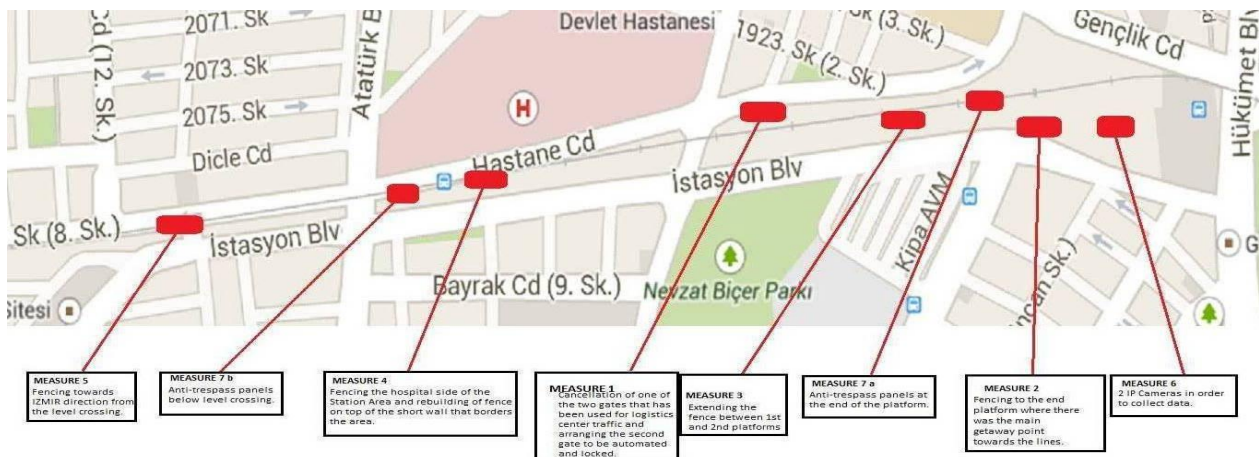 Devlet Hastanesi
Sk (3. Sk.)
1923. Sk (2. Sk.)
Gençlik Cd
Hükümet Bl
Cd (12. Sk.)
2071. Sk
2073. Sk
2075. Sk
Dicle Cd
Atatürk B
H
Hastane Cd
İstasyon Blv
Sk (8. Sk.)
İstasyon Blv
Bayrak Cd (9. Sk.)
Nevzat Biçer Parkı
Kipa AVM
ncan Sk.)
G
Sitesi
MEASURE 5
Fencing towards
IZMIR direction from
the level crossing.
MEASURE 7 b
Anti-trespass panels
below level crossing.
MEASURE 4
Fencing the hospital side of the
Station Area and rebuilding of fence
on top of the short wall that borders
the area.
MEASURE 1
Cancellation of one of
the two gates that has
been used for logistics
center traffic and
arranging the second
gate to be automated
and locked.
MEASURE 3
Extending the
fence between 1st
and 2nd platforms
MEASURE 7 a
Anti-trespass panels at
the end of the platform.
MEASURE 2
Fencing to the end
platform where there
was the main
getaway point
towards the lines.
MEASURE 6
2 IP Cameras in order
to collect data.